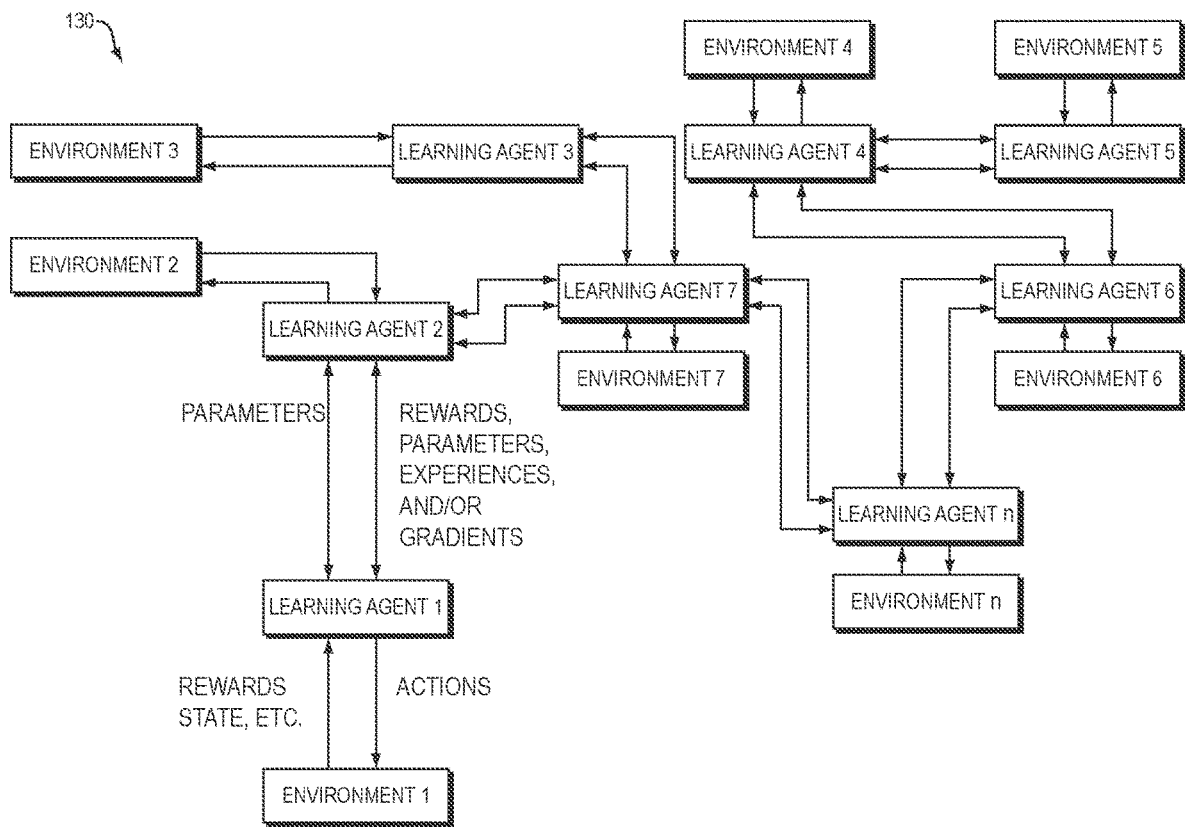 130
ENVIRONMENT 4
ENVIRONMENT 5
ENVIRONMENT 3
LEARNING AGENT 3
LEARNING AGENT 4
LEARNING AGENT 5
ENVIRONMENT 2
LEARNING AGENT 2
LEARNING AGENT 7
LEARNING AGENT 6
ENVIRONMENT 7
ENVIRONMENT 6
PARAMETERS
REWARDS,
PARAMETERS,
EXPERIENCES,
AND/OR
GRADIENTS
LEARNING AGENT n
ENVIRONMENT n
LEARNING AGENT 1
REWARDS
STATE, ETC.
ACTIONS
ENVIRONMENT 1